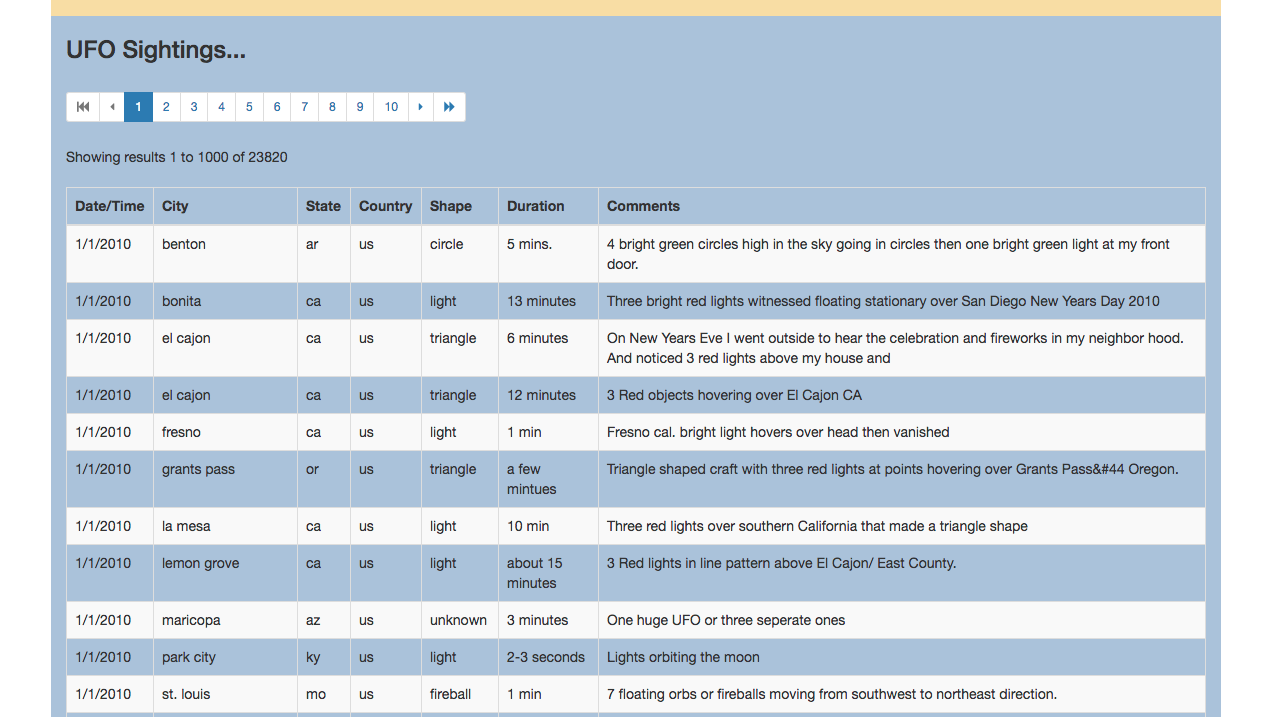 UFO Sightings...
1 2 3 4 5 6 7 8 9 10
Showing results 1 to 1000 of 23820
Date/Time City State Country Shape Duration Comments
1/1/2010 benton ar us circle 5 mins. 4 bright green circles high in the sky going in circles then one bright green light at my front
door.
1/1/2010 bonita ca us light 13 minutes Three bright red lights witnessed floating stationary over San Diego New Years Day 2010
1/1/2010 el cajon ca us triangle 6 minutes On New Years Eve I went outside to hear the celebration and fireworks in my neighbor hood.
And noticed 3 red lights above my house and
1/1/2010 el cajon ca us triangle 12 minutes 3 Red objects hovering over El Cajon CA
1/1/2010 fresno ca us light 1 min Fresno cal. bright light hovers over head then vanished
1/1/2010 grants pass or us triangle a few Triangle shaped craft with three red lights at points hovering over Grants Pass&#44 Oregon.
mintues
1/1/2010 la mesa ca us light 10 min Three red lights over southern California that made a triangle shape
1/1/2010 lemon grove ca us light about 15 3 Red lights in line pattern above El Cajon/ East County.
minutes
1/1/2010 maricopa az us unknown 3 minutes One huge UFO or three seperate ones
1/1/2010 park city ky us light 2-3 seconds Lights orbiting the moon
1/1/2010 st. louis mo us fireball 1 min 7 floating orbs or fireballs moving from southwest to northeast direction.